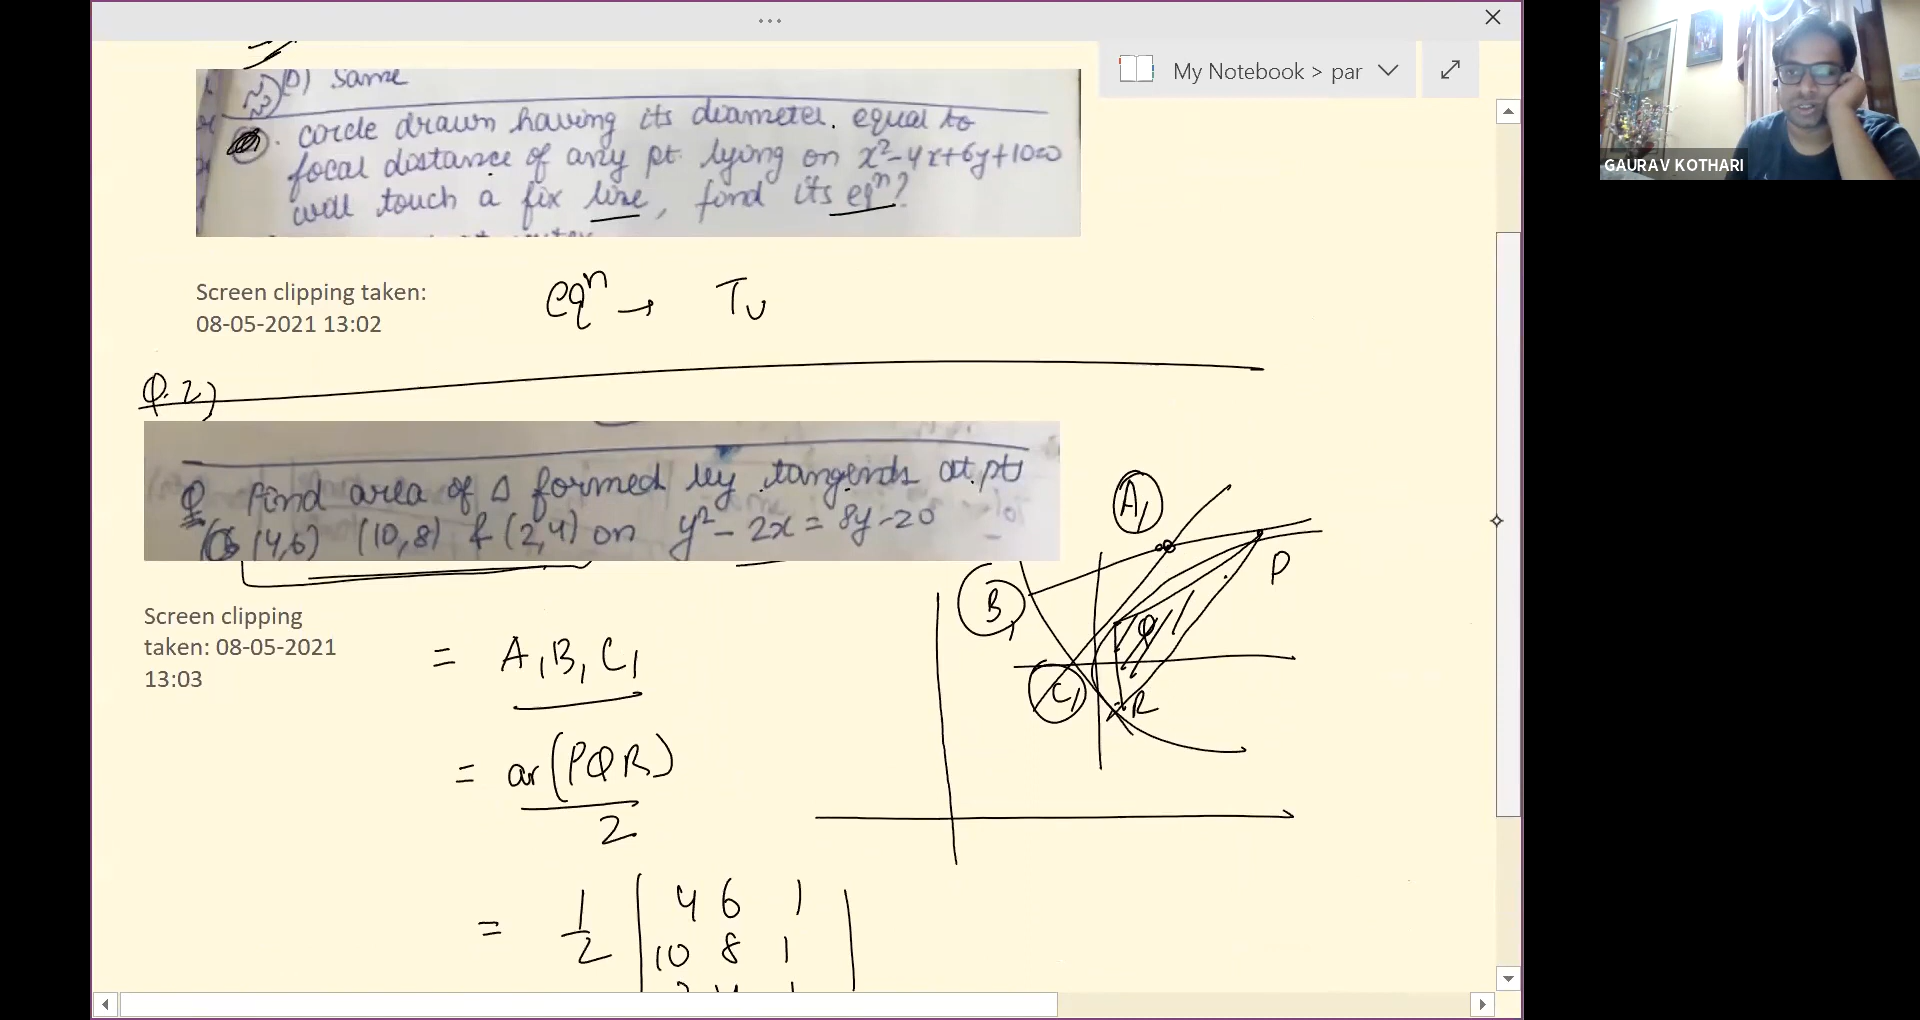 My Notebook > par
GAURAV KOTHARI
(b) same
circle drawn having its diameter. equal to
focal distance of any pt. lying on x²-4x+6y+10=0
will touch a fix line, find its eqⁿ?
Screen clipping taken:
08-05-2021 13:02
eqⁿ → TV
Q.2)
Q Find area of Δ formed by tangents at pts
(4,6) (10,8) & (2,4) on y²-2x=8y-20
Screen clipping
taken: 08-05-2021
13:03
A₁
B₁
C₁
P
Q
R
= A₁B₁C₁
= ar(PQR)
2
= 1/2 | 4 6 1 |
10 8 1